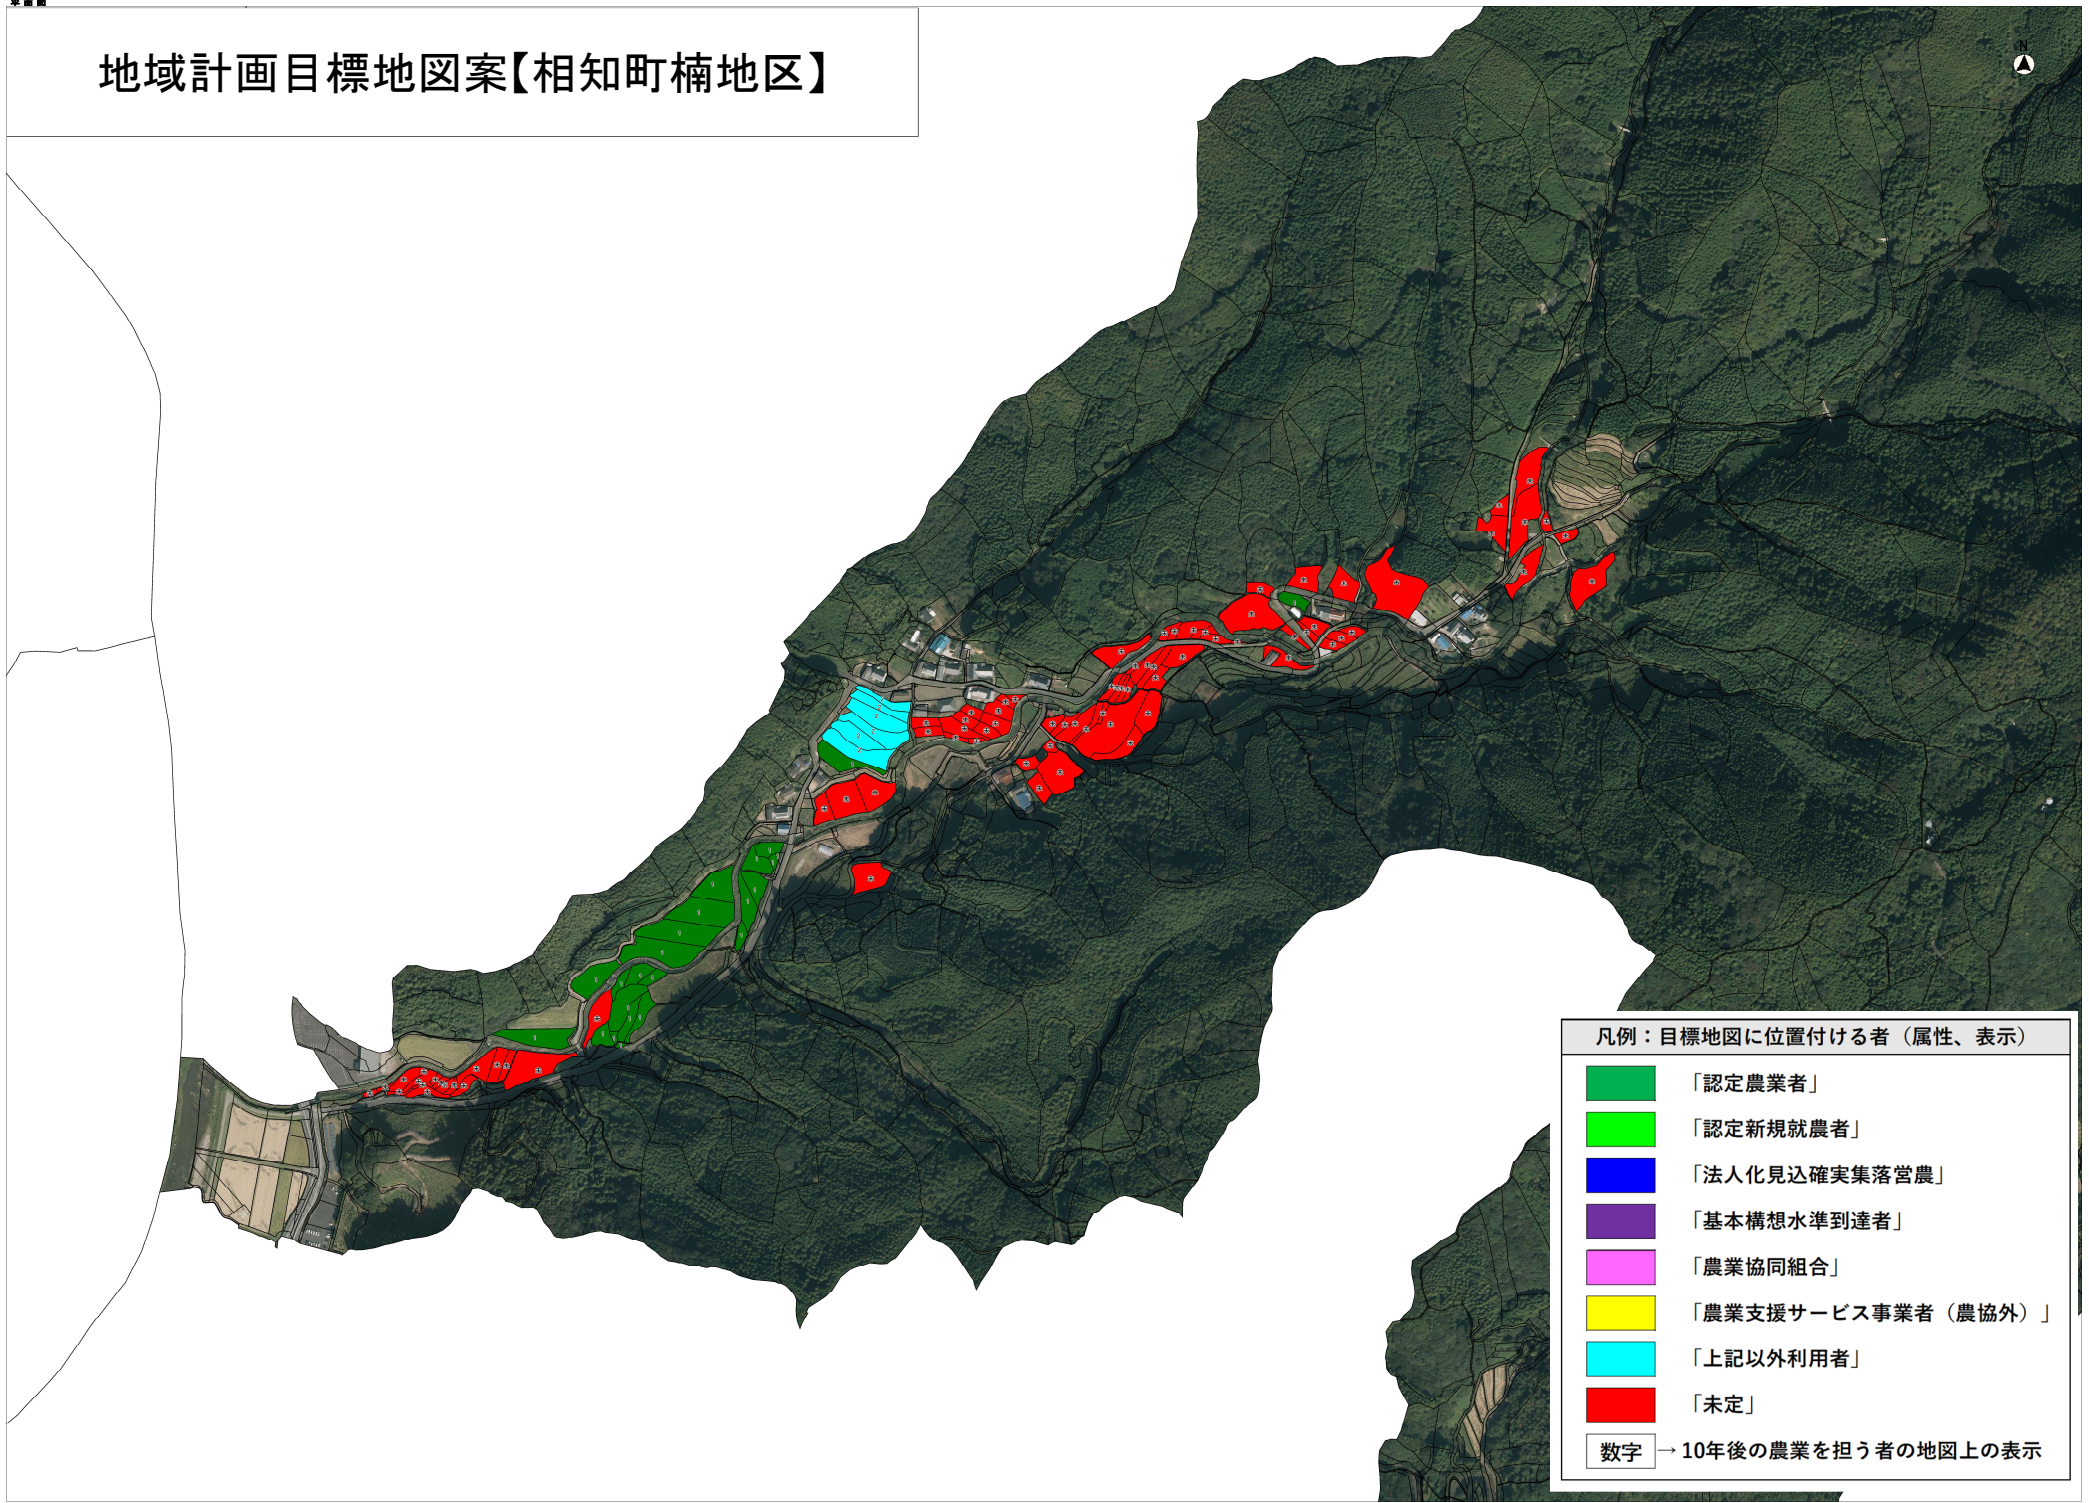 平面図
地域計画目標地図案【相知町楠地区】
N
凡例：目標地図に位置付ける者（属性、表示）
「認定農業者」
「認定新規就農者」
「法人化見込確実集落営農」
「基本構想水準到達者」
「農業協同組合」
「農業支援サービス事業者（農協外）」
「上記以外利用者」
「未定」
数字→10年後の農業を担う者の地図上の表示